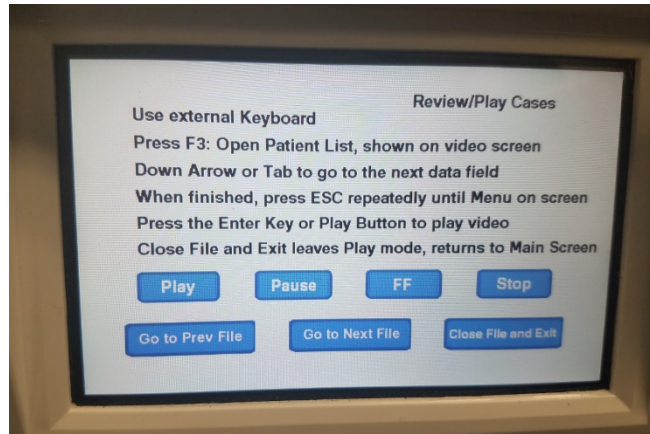 Review/Play Cases
Use external Keyboard
Press F3: Open Patient List, shown on video screen
Down Arrow or Tab to go to the next data field
When finished, press ESC repeatedly until Menu on screen
Press the Enter Key or Play Button to play video
Close File and Exit leaves Play mode, returns to Main Screen
Play Pause FF Stop
Go to Prev File Go to Next File Close File and Exit